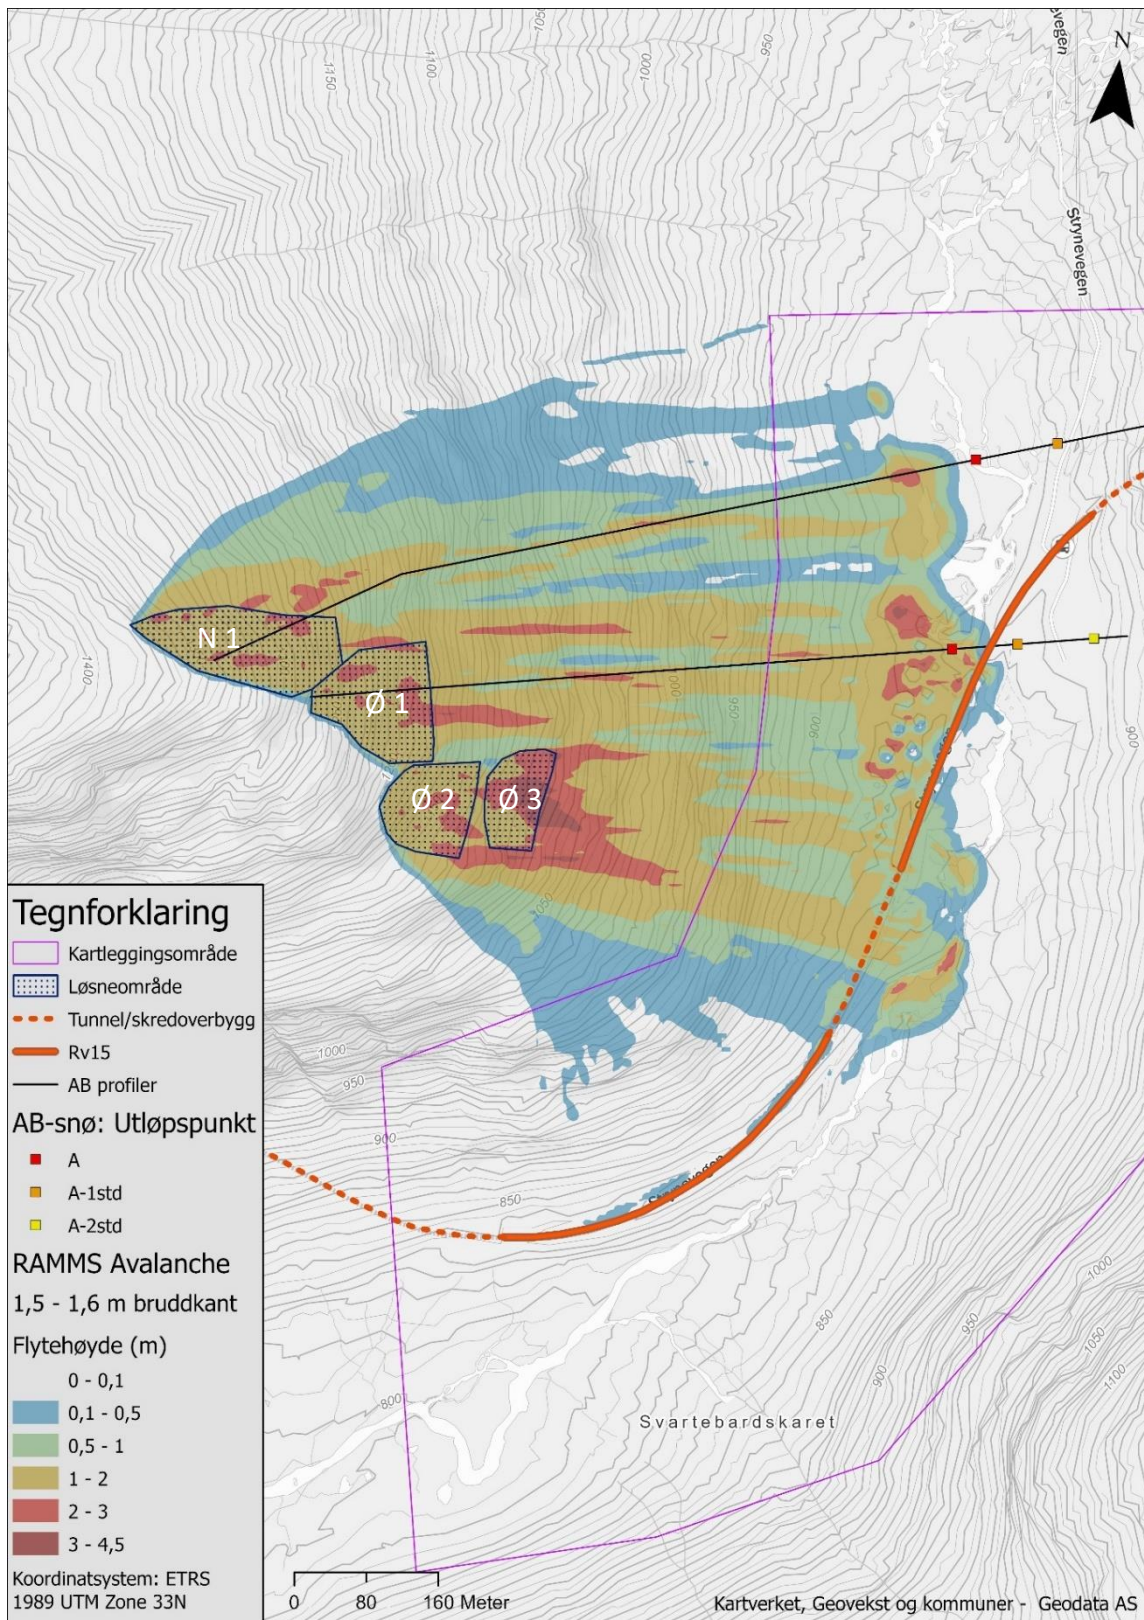 1050
950
1100
1150
1000
Strynevegen
N
Strynevegen
N 1
1400
Ø 1
1000
950
900
900
Ø 2
Ø 3
1050
Tegnforklaring
Kartleggingsområde
Løsneområde
Tunnel/skredoverbygg
Rv15
AB profiler
AB-snø: Utløpspunkt
A
A-1std
A-2std
RAMMS Avalanche
1,5 - 1,6 m bruddkant
Flytehøyde (m)
0 - 0,1
0,1 - 0,5
0,5 - 1
1 - 2
2 - 3
3 - 4,5
Koordinatsystem: ETRS
1989 UTM Zone 33N
1000
950
900
850
Strynevegen
1000
950
850
1050
900
1100
800
Svartebardskaret
0 80 160 Meter
Kartverket, Geovekst og kommuner - Geodata AS